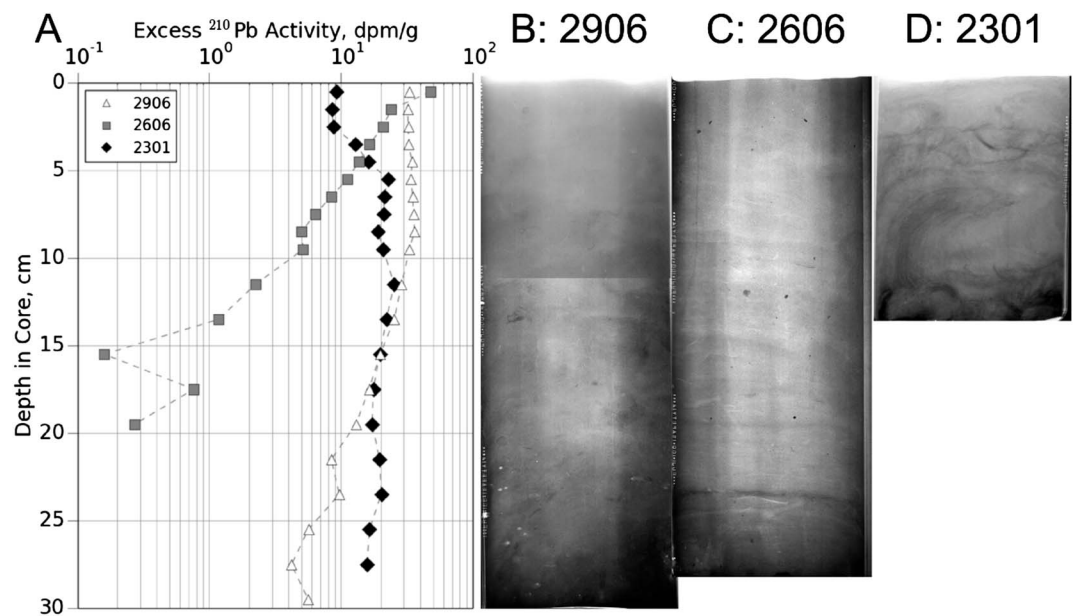 A
Excess ²¹⁰Pb Activity, dpm/g
10⁻¹ 10⁰ 10¹ 10²
B: 2906
C: 2606
D: 2301
2906
2606
2301
Depth in Core, cm
0
5
10
15
20
25
30